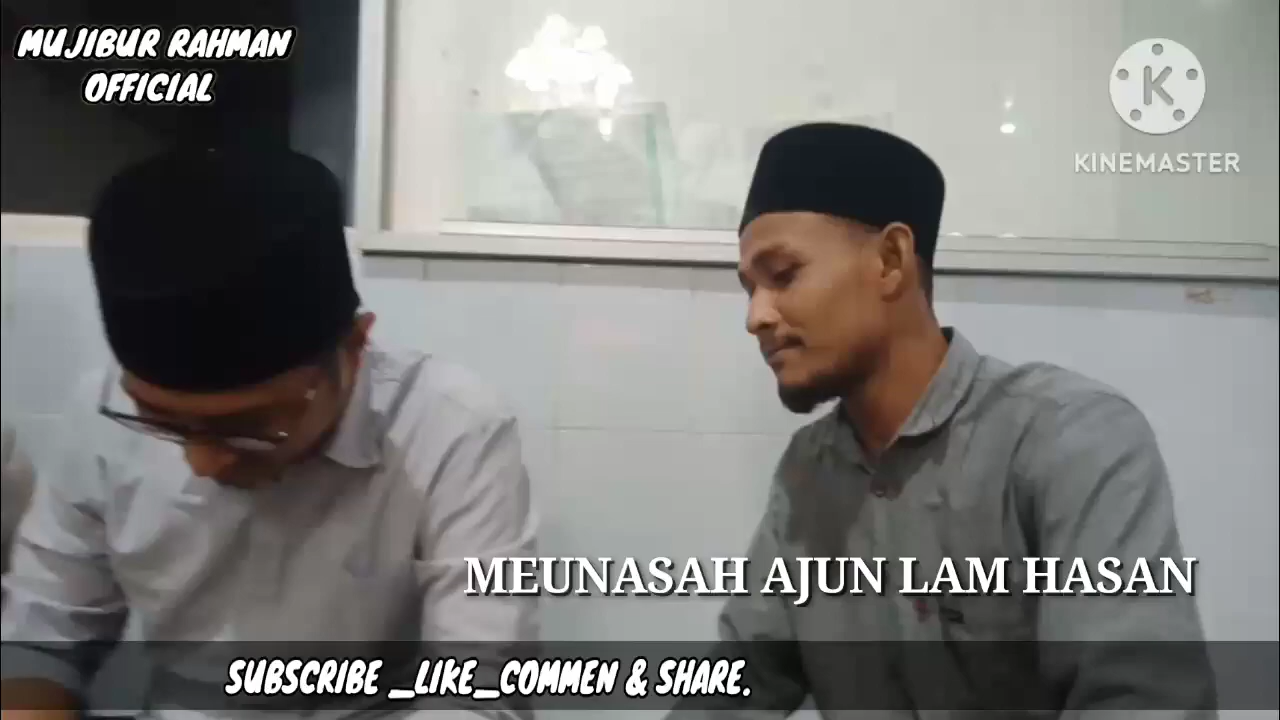 MUJIBUR RAHMAN
OFFICIAL
K
KINEMASTER
MEUNASAH AJUN LAM HASAN
SUBSCRIBE _LIKE_COMMEN & SHARE.